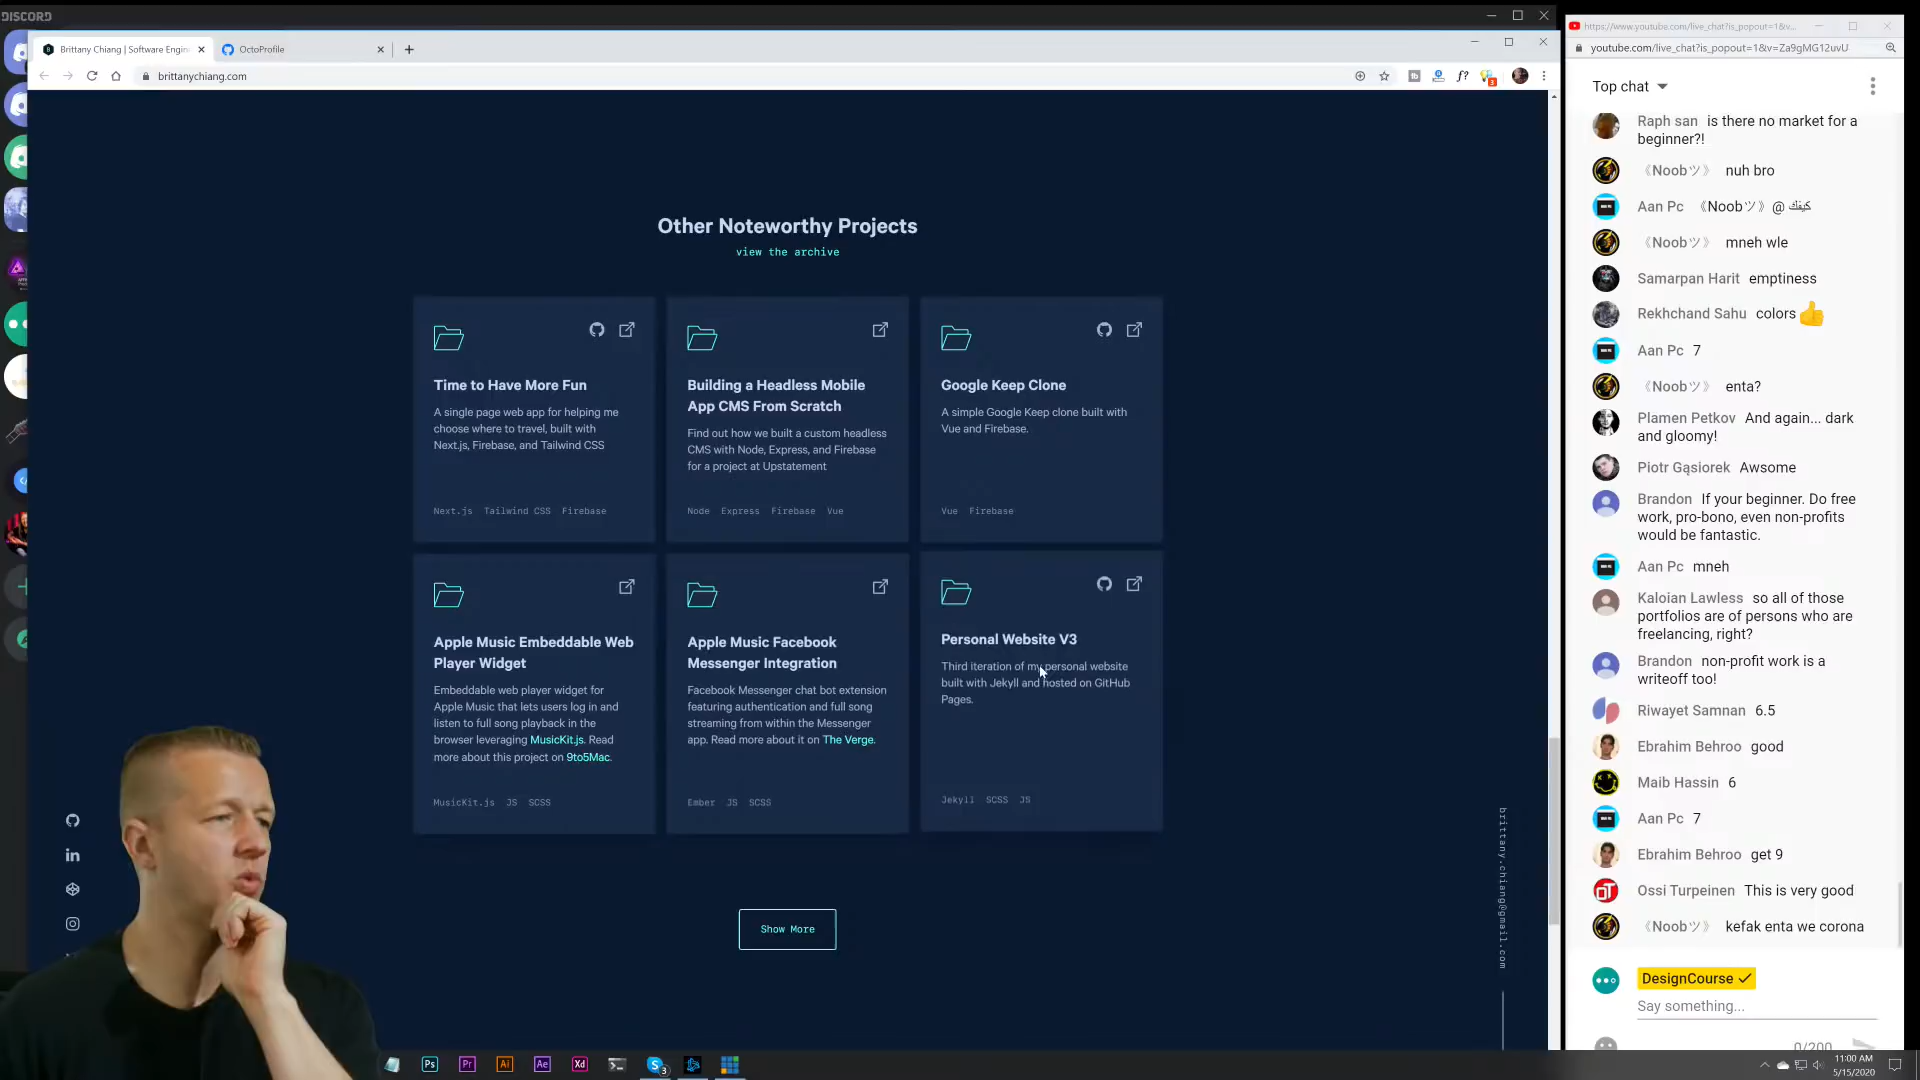 DISCORD
Brittany Chiang | Software Engin
OctoProfile
brittanychiang.com
Other Noteworthy Projects
view the archive
Time to Have More Fun
A single page web app for helping me
choose where to travel, built with
Next.js, Firebase, and Tailwind CSS
Next.js Tailwind CSS Firebase
Building a Headless Mobile
App CMS From Scratch
Find out how we built a custom headless
CMS with Node, Express, and Firebase
for a project at Upstatement
Node Express Firebase Vue
Google Keep Clone
A simple Google Keep clone built with
Vue and Firebase.
Vue Firebase
Apple Music Embeddable Web
Player Widget
Embeddable web player widget for
Apple Music that lets users log in and
listen to full song playback in the
browser leveraging MusicKit.js. Read
more about this project on 9to5Mac.
MusicKit.js JS SCSS
Apple Music Facebook
Messenger Integration
Facebook Messenger chat bot extension
featuring authentication and full song
streaming from within the Messenger
app. Read more about it on The Verge.
Ember JS SCSS
Personal Website V3
Third iteration of my personal website
built with Jekyll and hosted on GitHub
Pages.
Jekyll SCSS JS
Show More
brittany.chiang@gmail.com
https://www.youtube.com/live_chat?is_popout=1&v...
youtube.com/live_chat?is_popout=1&v=Za9gMG12uvU
Top chat
Raph san is there no market for a
beginner?!
《Noobツ》 nuh bro
Aan Pc 《Noobツ》@ كيفك
《Noobツ》 mneh wle
Samarpan Harit emptiness
Rekhchand Sahu colors👍
Aan Pc 7
《Noobツ》 enta?
Plamen Petkov And again... dark
and gloomy!
Piotr Gąsiorek Awsome
Brandon If your beginner. Do free
work, pro-bono, even non-profits
would be fantastic.
Aan Pc mneh
Kaloian Lawless so all of those
portfolios are of persons who are
freelancing, right?
Brandon non-profit work is a
writeoff too!
Riwayet Samnan 6.5
Ebrahim Behroo good
Maib Hassin 6
Aan Pc 7
Ebrahim Behroo get 9
Ossi Turpeinen This is very good
《Noobツ》 kefak enta we corona
DesignCourse
Say something...
0/200
Ps Pr Ai Ae Xd
11:00 AM
5/15/2020